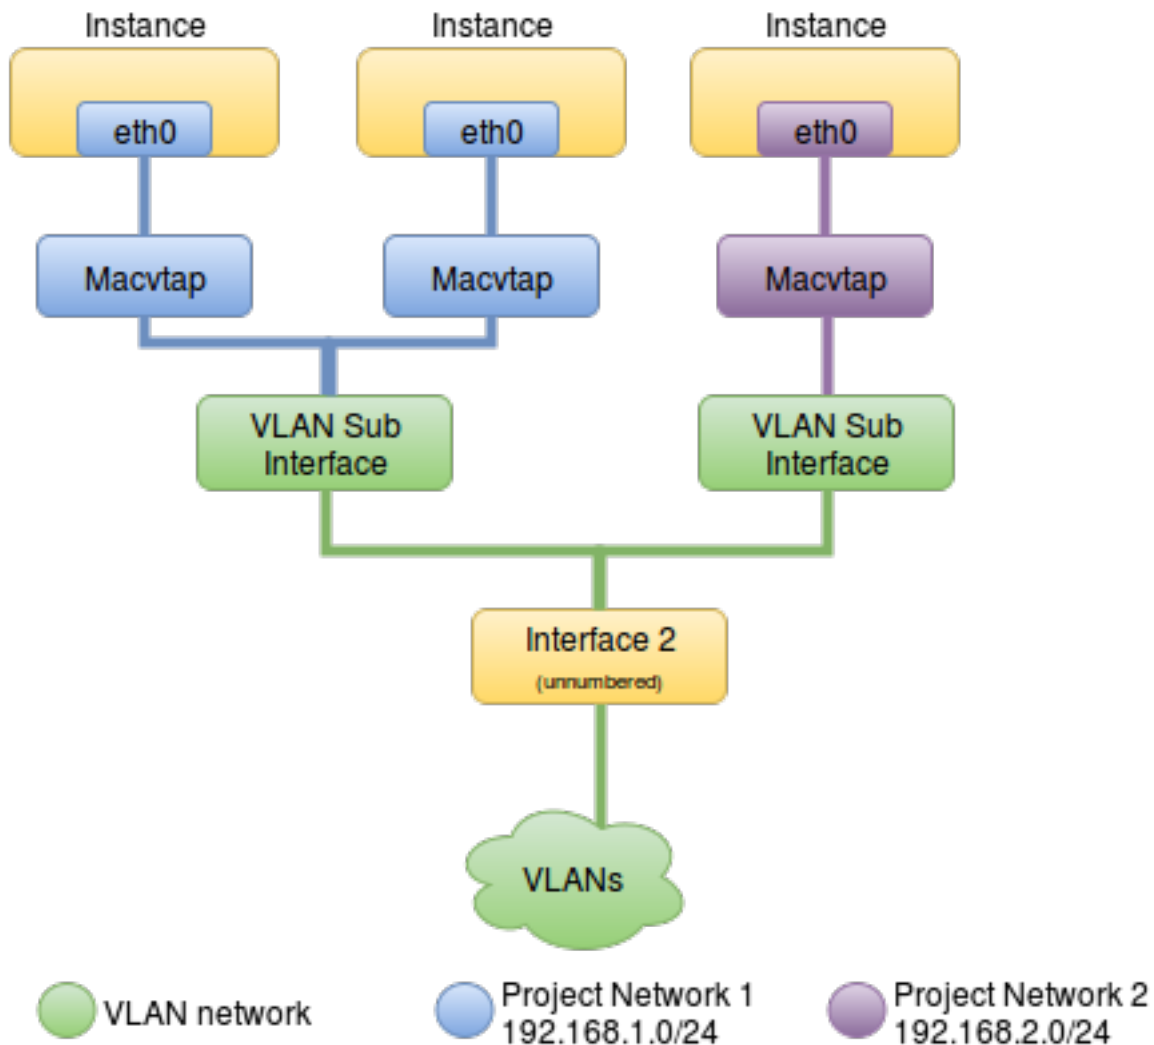 Instance
Instance
Instance
eth0
eth0
eth0
Macvtap
Macvtap
Macvtap
VLAN Sub
Interface
VLAN Sub
Interface
Interface 2
(unnumbered)
VLANs
VLAN network
Project Network 1
192.168.1.0/24
Project Network 2
192.168.2.0/24